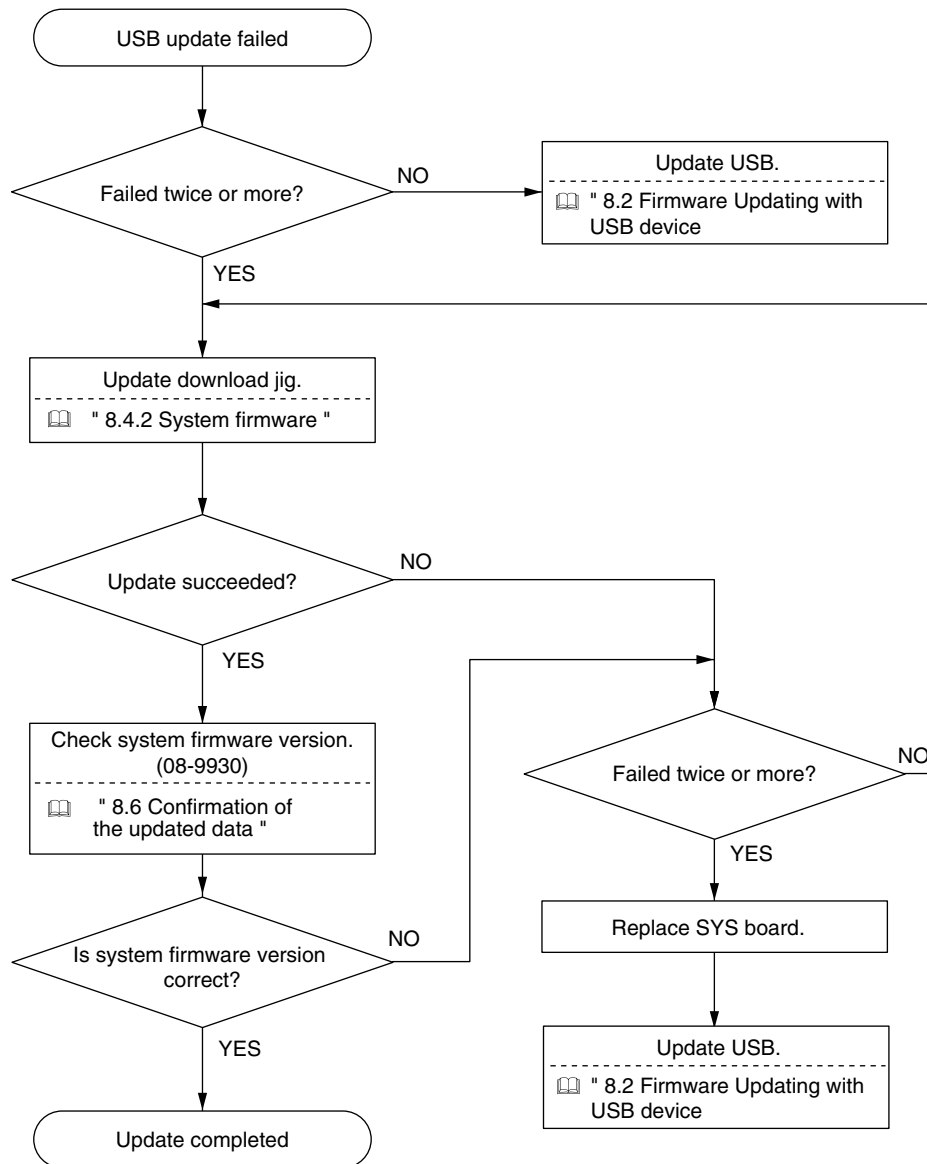 USB update failed
Failed twice or more?
NO
Update USB.
" 8.2 Firmware Updating with
USB device
YES
Update download jig.
" 8.4.2 System firmware "
Update succeeded?
NO
YES
Check system firmware version.
(08-9930)
" 8.6 Confirmation of
the updated data "
Failed twice or more?
NO
YES
Is system firmware version
correct?
NO
YES
Replace SYS board.
Update USB.
" 8.2 Firmware Updating with
USB device
Update completed